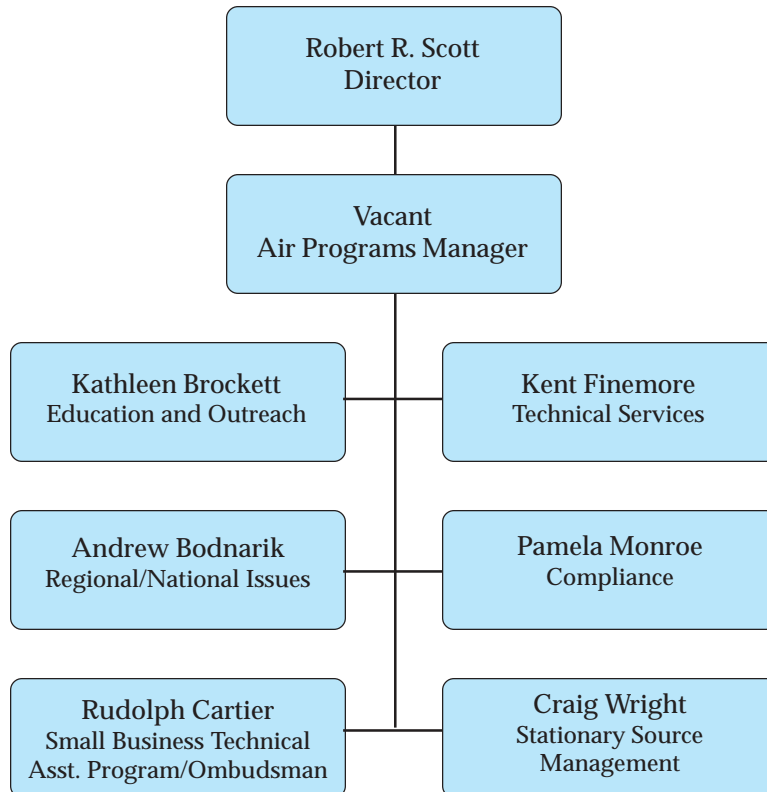 Robert R. Scott
Director
Vacant
Air Programs Manager
Kathleen Brockett
Education and Outreach
Kent Finemore
Technical Services
Andrew Bodnarik
Regional/National Issues
Pamela Monroe
Compliance
Rudolph Cartier
Small Business Technical
Asst. Program/Ombudsman
Craig Wright
Stationary Source
Management